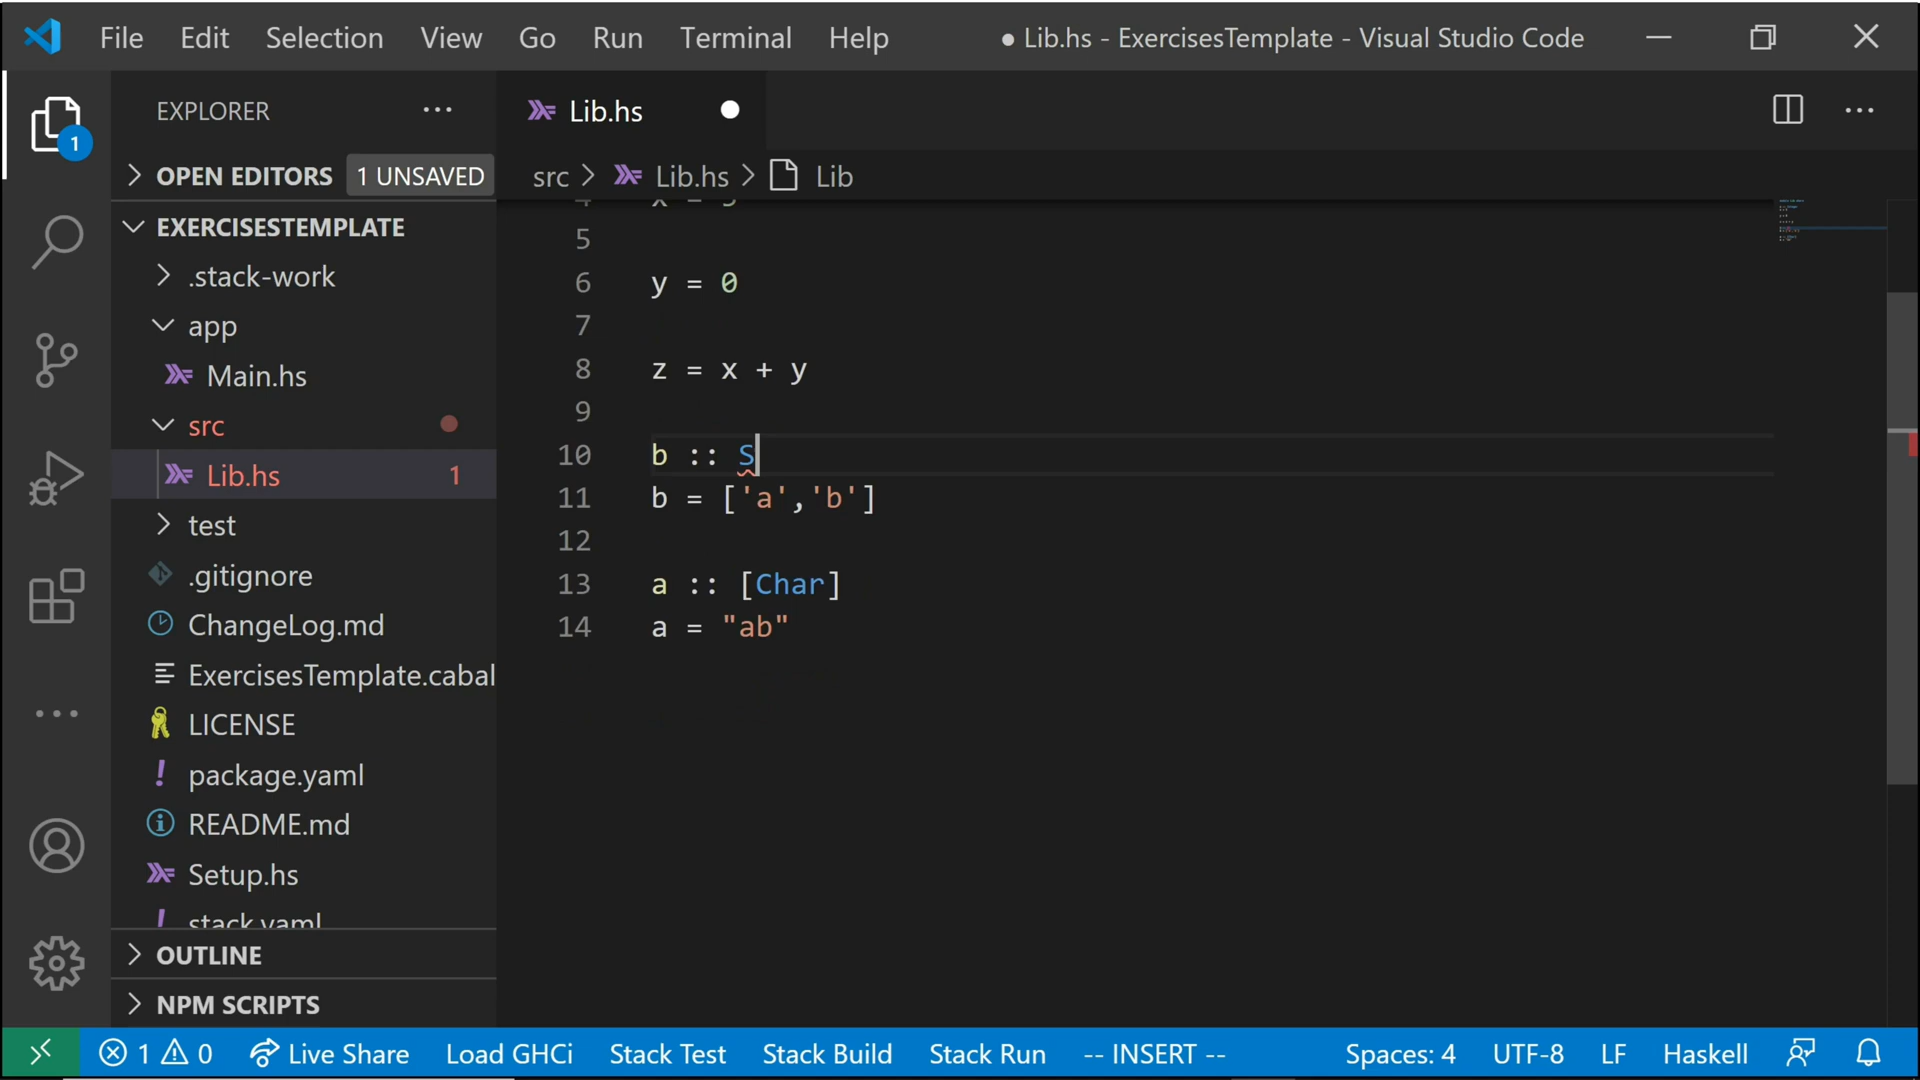 File Edit Selection View Go Run Terminal Help
● Lib.hs - ExercisesTemplate - Visual Studio Code
EXPLORER
OPEN EDITORS 1 UNSAVED
EXERCISESTEMPLATE
.stack-work
app
Main.hs
src
Lib.hs 1
test
.gitignore
ChangeLog.md
ExercisesTemplate.cabal
LICENSE
package.yaml
README.md
Setup.hs
stack.yaml
OUTLINE
NPM SCRIPTS
1
Lib.hs
src > Lib.hs > Lib
5
6 y = 0
7
8 z = x + y
9
10 b :: S
11 b = ['a','b']
12
13 a :: [Char]
14 a = "ab"
1 0 Live Share Load GHCi Stack Test Stack Build Stack Run -- INSERT -- Spaces: 4 UTF-8 LF Haskell